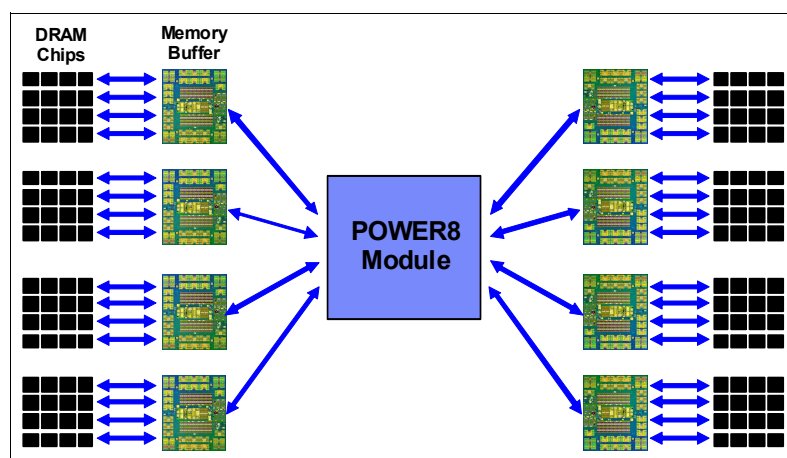 DRAM
Chips
Memory
Buffer
POWER8
Module